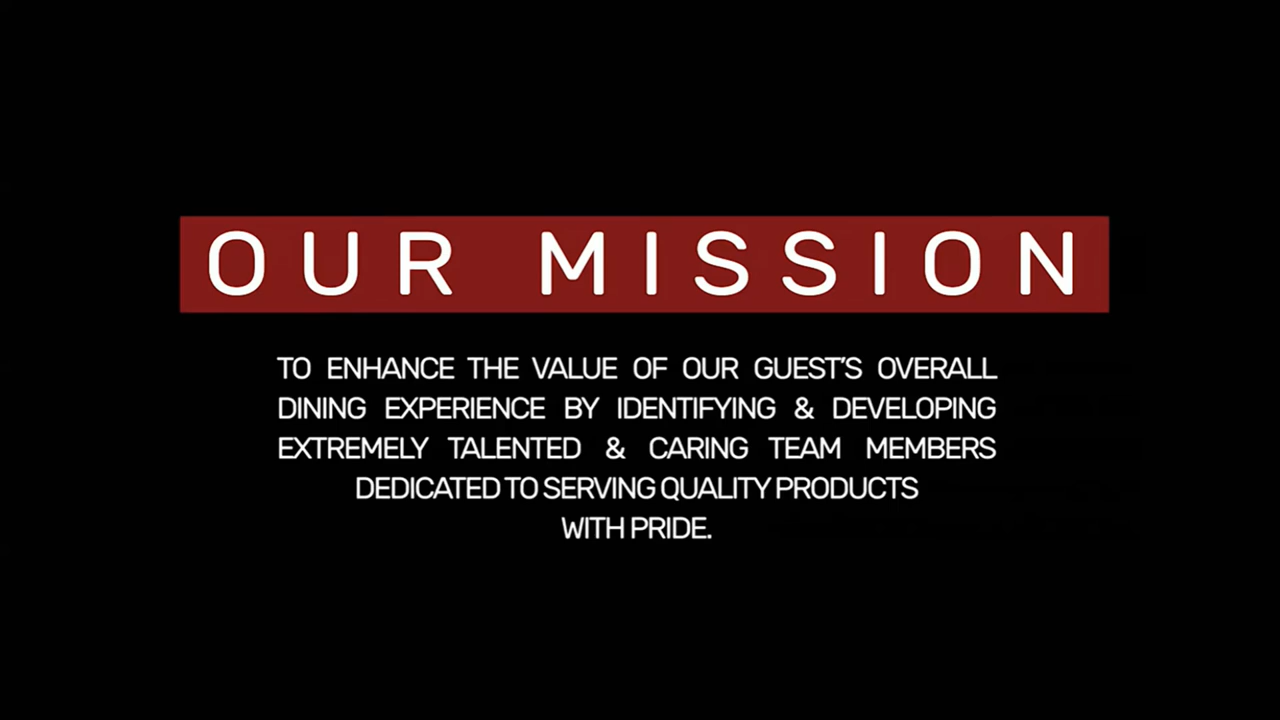 OUR MISSION
TO ENHANCE THE VALUE OF OUR GUEST'S OVERALL
DINING EXPERIENCE BY IDENTIFYING & DEVELOPING
EXTREMELY TALENTED & CARING TEAM MEMBERS
DEDICATED TO SERVING QUALITY PRODUCTS
WITH PRIDE.